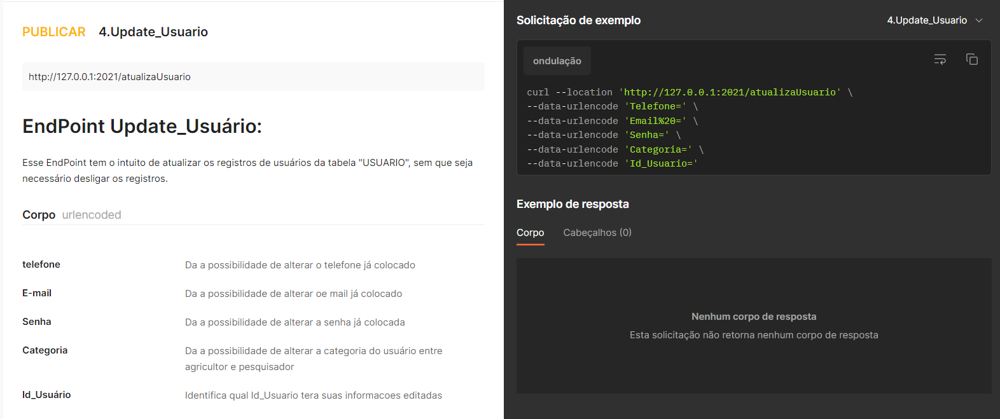 PUBLICAR 4.Update_Usuario
http://127.0.0.1:2021/atualizaUsuario
EndPoint Update_Usuário:
Esse EndPoint tem o intuito de atualizar os registros de usuários da tabela "USUARIO", sem que seja
necessário desligar os registros.
Corpo urlencoded
telefone Da a possibilidade de alterar o telefone já colocado
E-mail Da a possibilidade de alterar oe mail já colocado
Senha Da a possibilidade de alterar a senha já colocada
Categoria Da a possibilidade de alterar a categoria do usuário entre
agricultor e pesquisador
Id_Usuário Identifica qual Id_Usuario tera suas informacoes editadas
Solicitação de exemplo 4.Update_Usuario
ondulação
curl --location 'http://127.0.0.1:2021/atualizaUsuario' \
--data-urlencode 'Telefone=' \
--data-urlencode 'Email%20=' \
--data-urlencode 'Senha=' \
--data-urlencode 'Categoria=' \
--data-urlencode 'Id_Usuario='
Exemplo de resposta
Corpo Cabeçalhos (0)
Nenhum corpo de resposta
Esta solicitação não retorna nenhum corpo de resposta